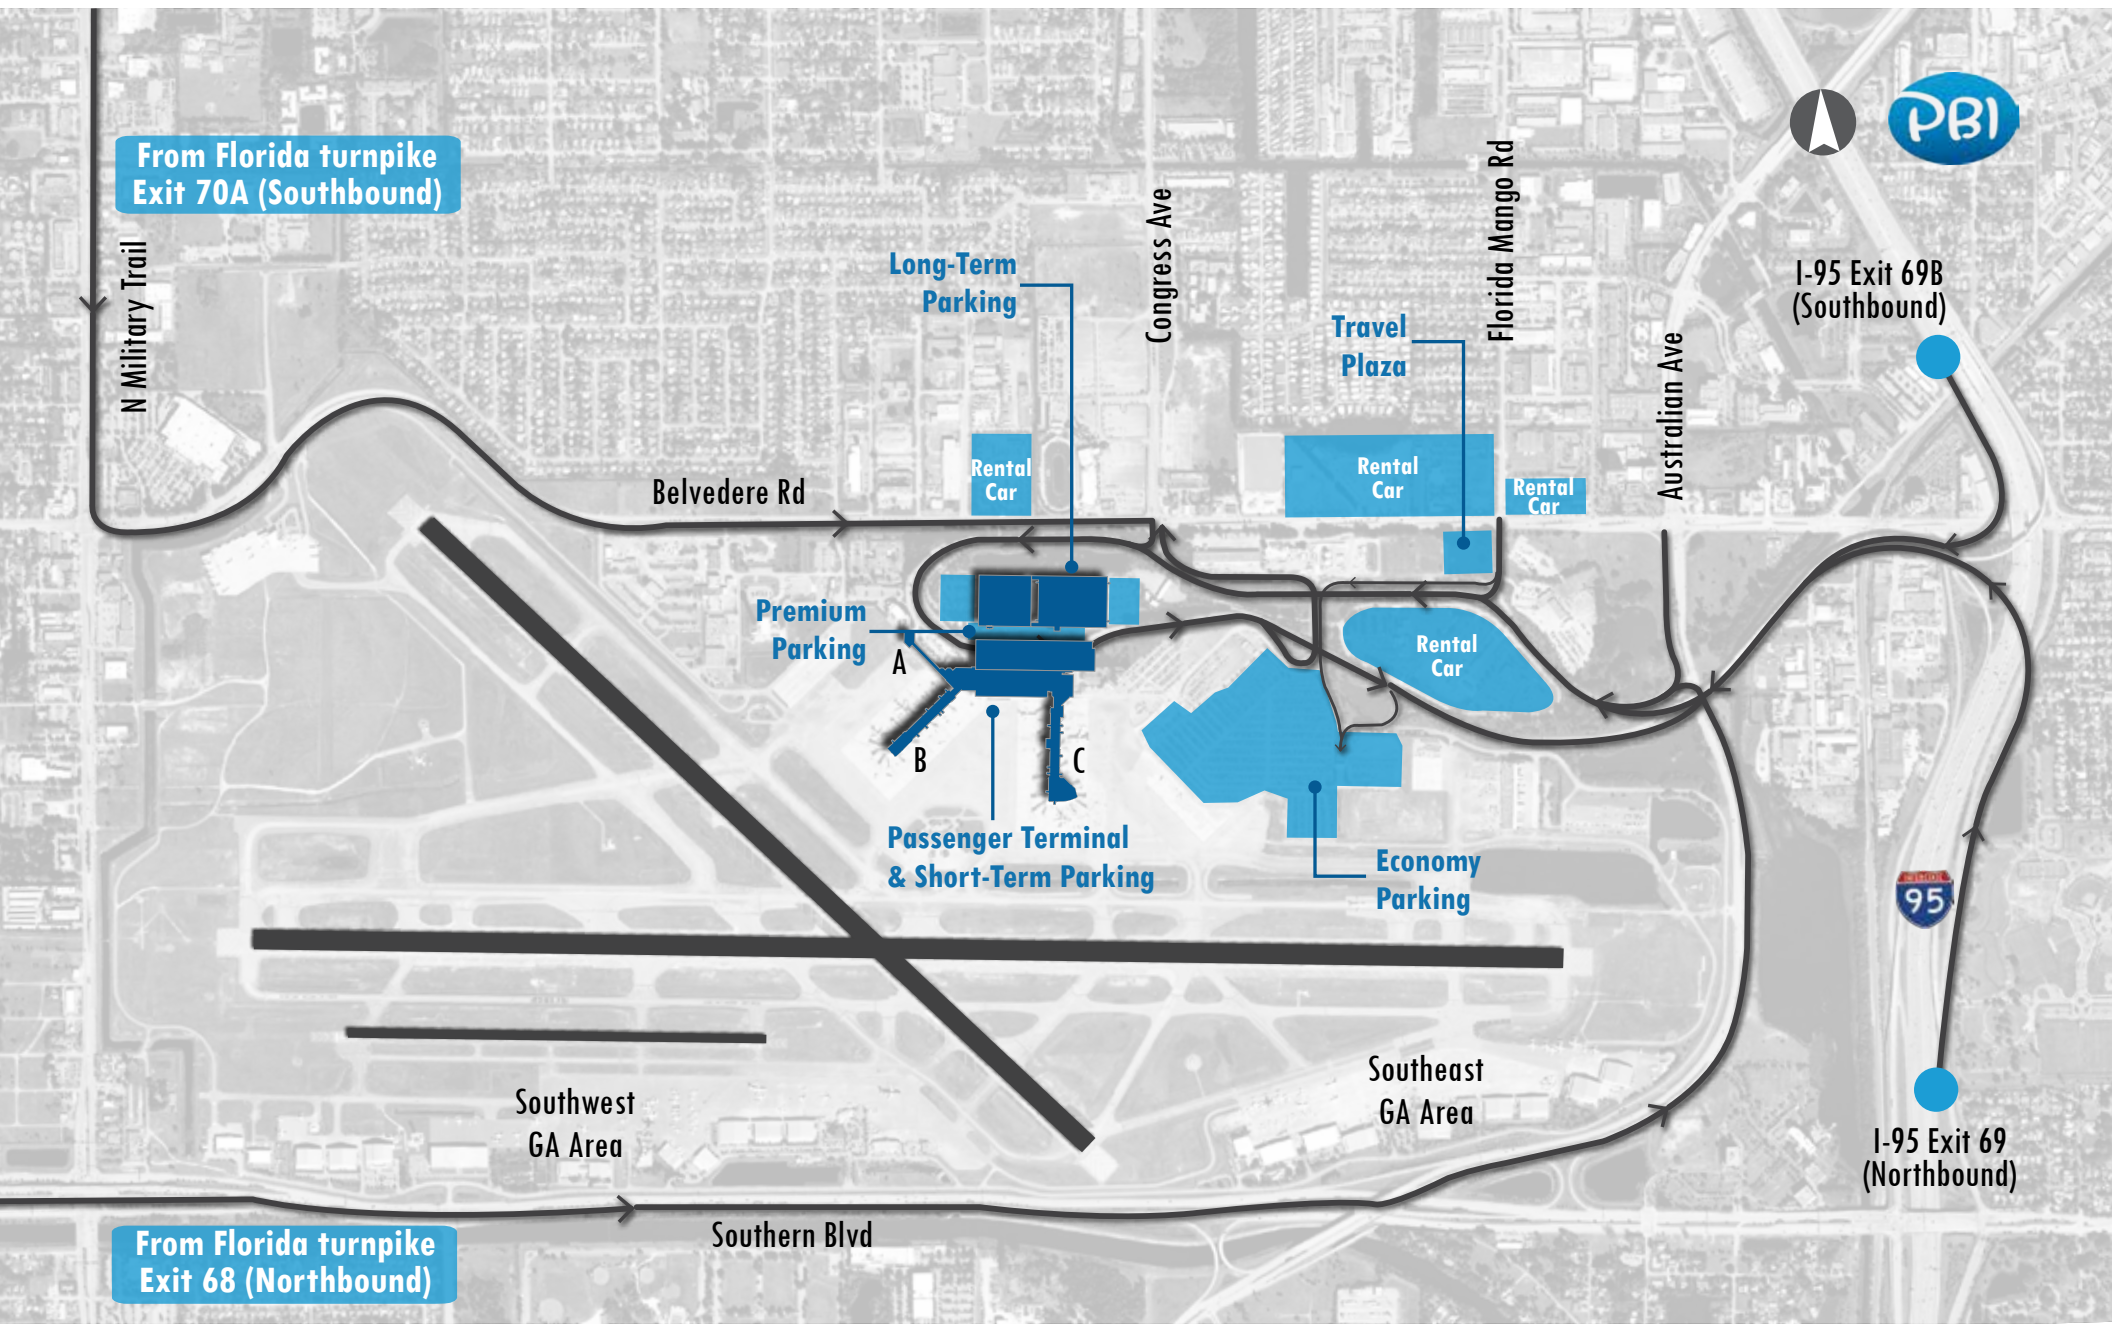 PBI
From Florida turnpike
Exit 70A (Southbound)
N Military Trail
Long-Term
Parking
Congress Ave
Travel
Plaza
Florida Mango Rd
I-95 Exit 69B
(Southbound)
Australian Ave
Belvedere Rd
Rental
Car
Rental
Car
Rental
Car
Premium
Parking
A
Rental
Car
B
C
Passenger Terminal
& Short-Term Parking
Economy
Parking
95
Southwest
GA Area
Southeast
GA Area
I-95 Exit 69
(Northbound)
Southern Blvd
From Florida turnpike
Exit 68 (Northbound)